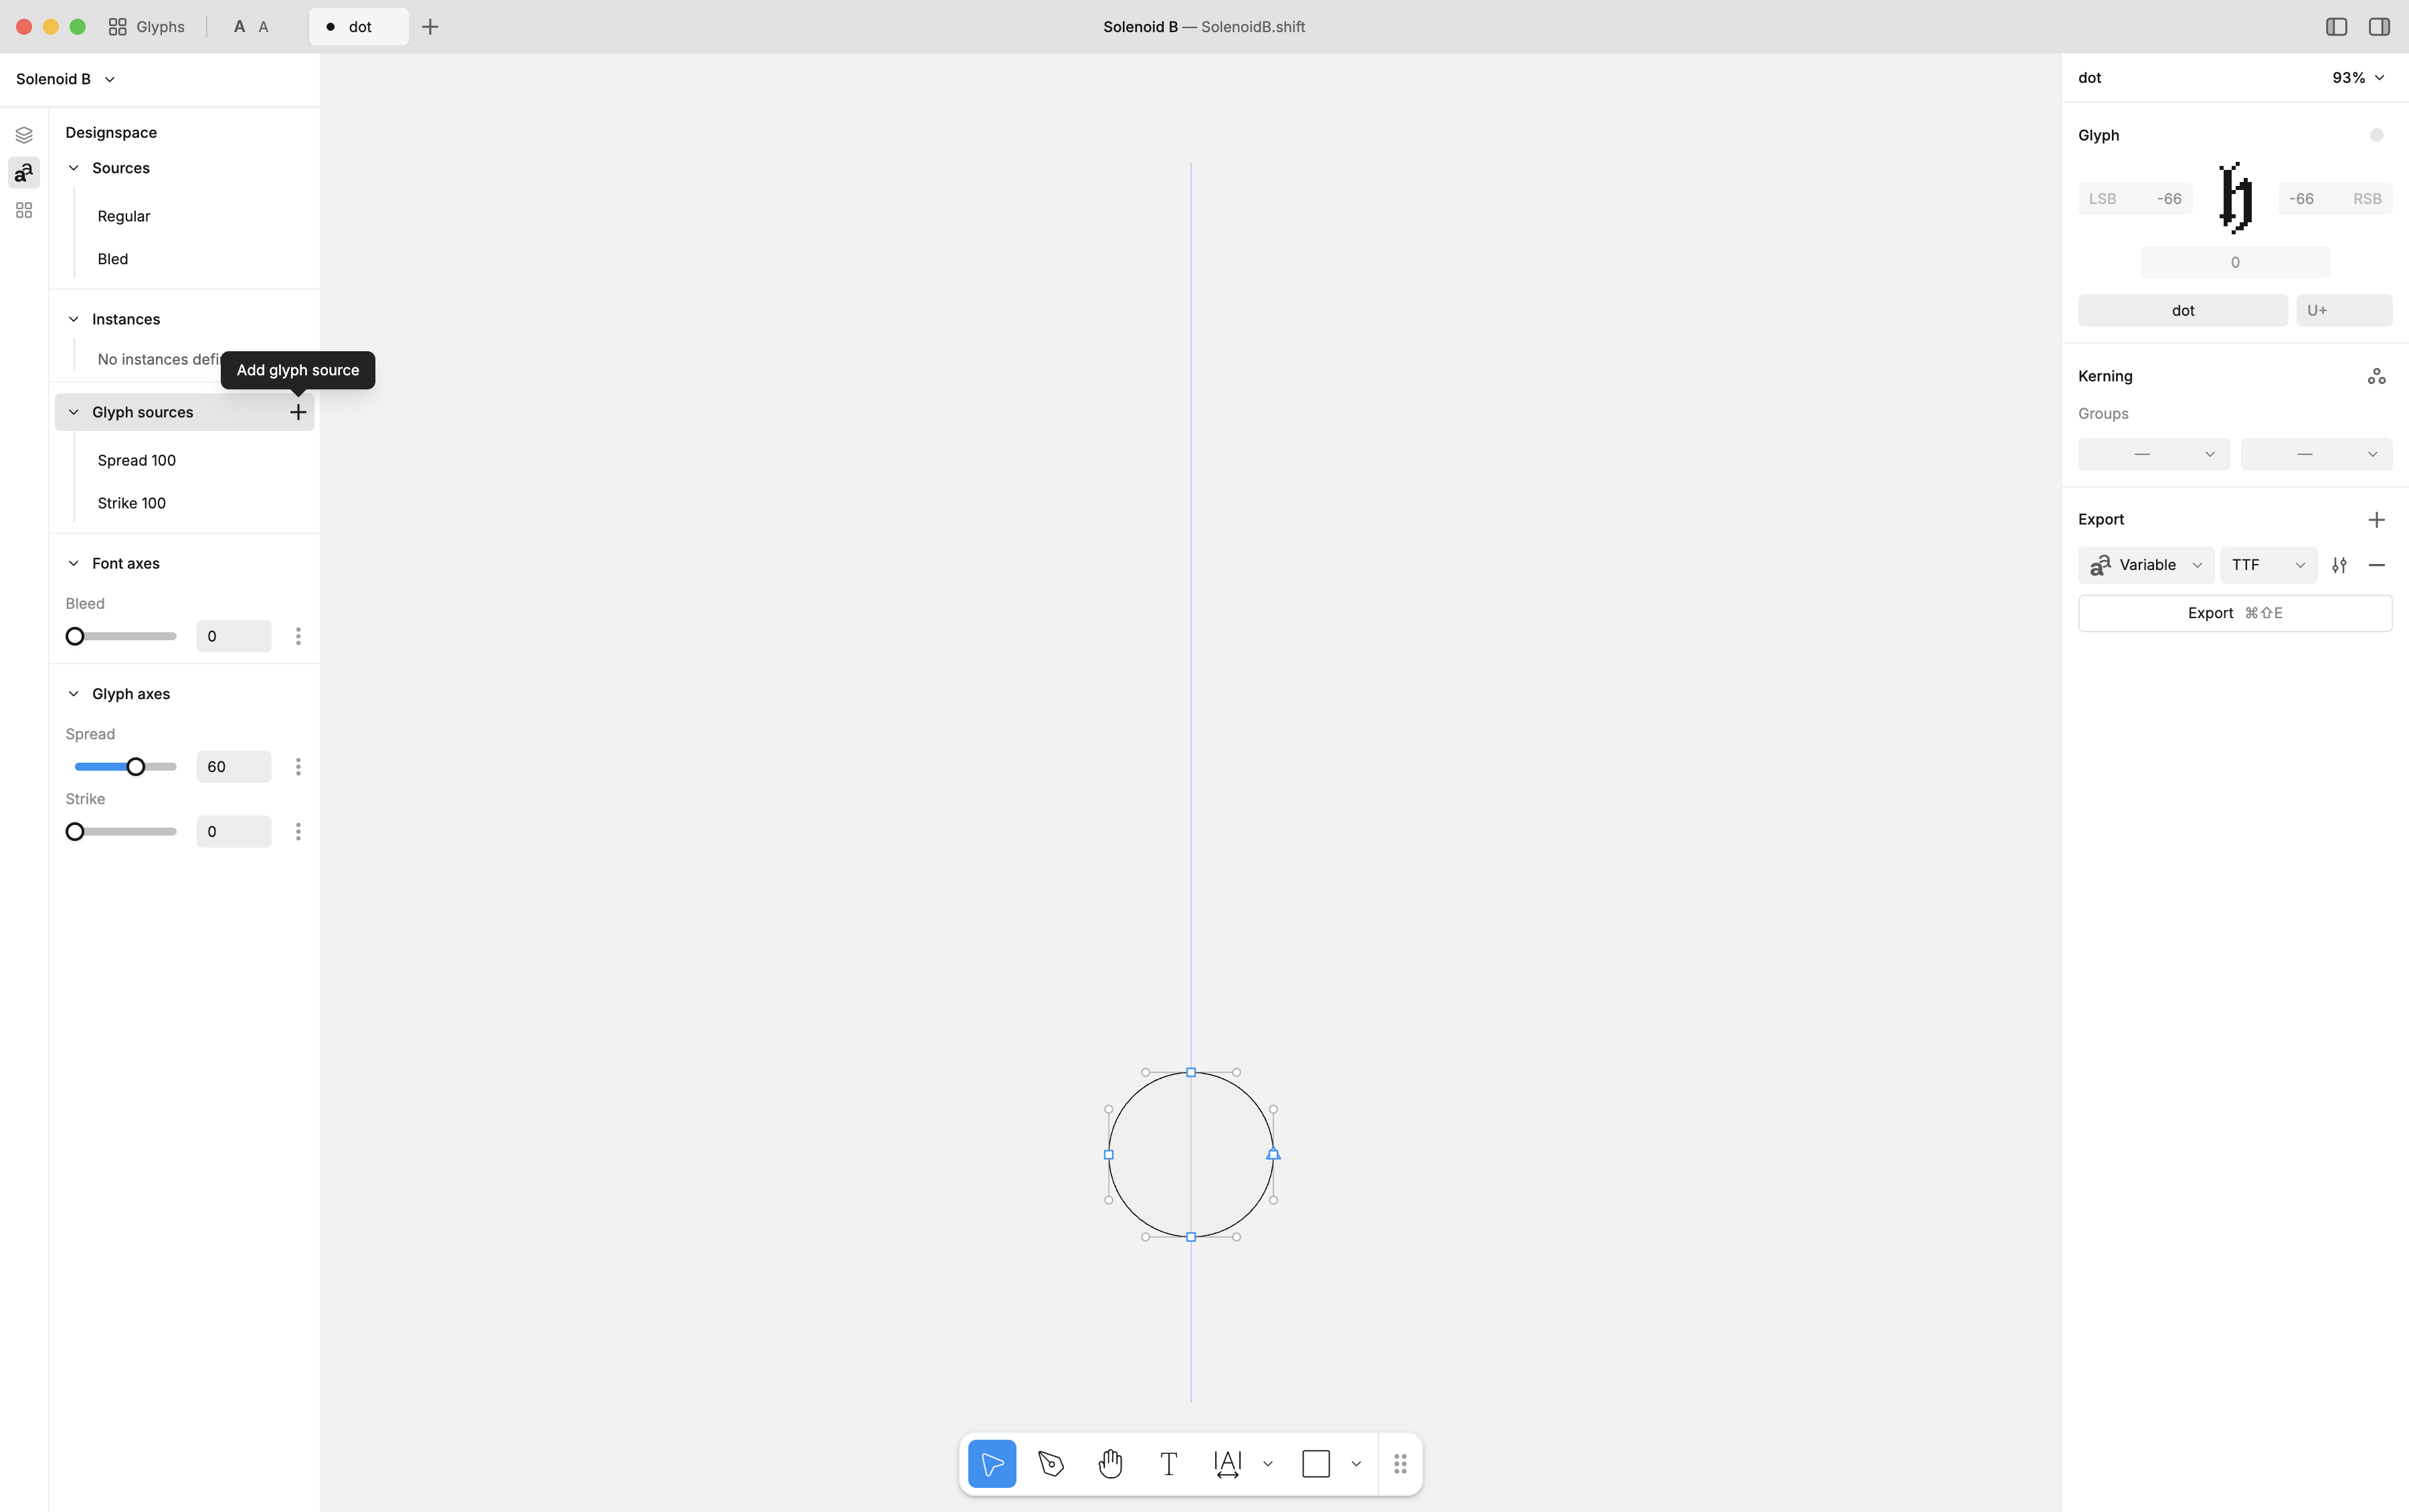 Glyphs
A A
dot
Solenoid B — SolenoidB.shift
Solenoid B
Designspace
Sources
Regular
Bled
Instances
No instances defi
Add glyph source
Glyph sources
Spread 100
Strike 100
Font axes
Bleed
0
Glyph axes
Spread
60
Strike
0
dot
93%
Glyph
LSB -66
-66 RSB
0
dot
U+
Kerning
Groups
— —
Export
Variable
TTF
Export ⌘⇧E